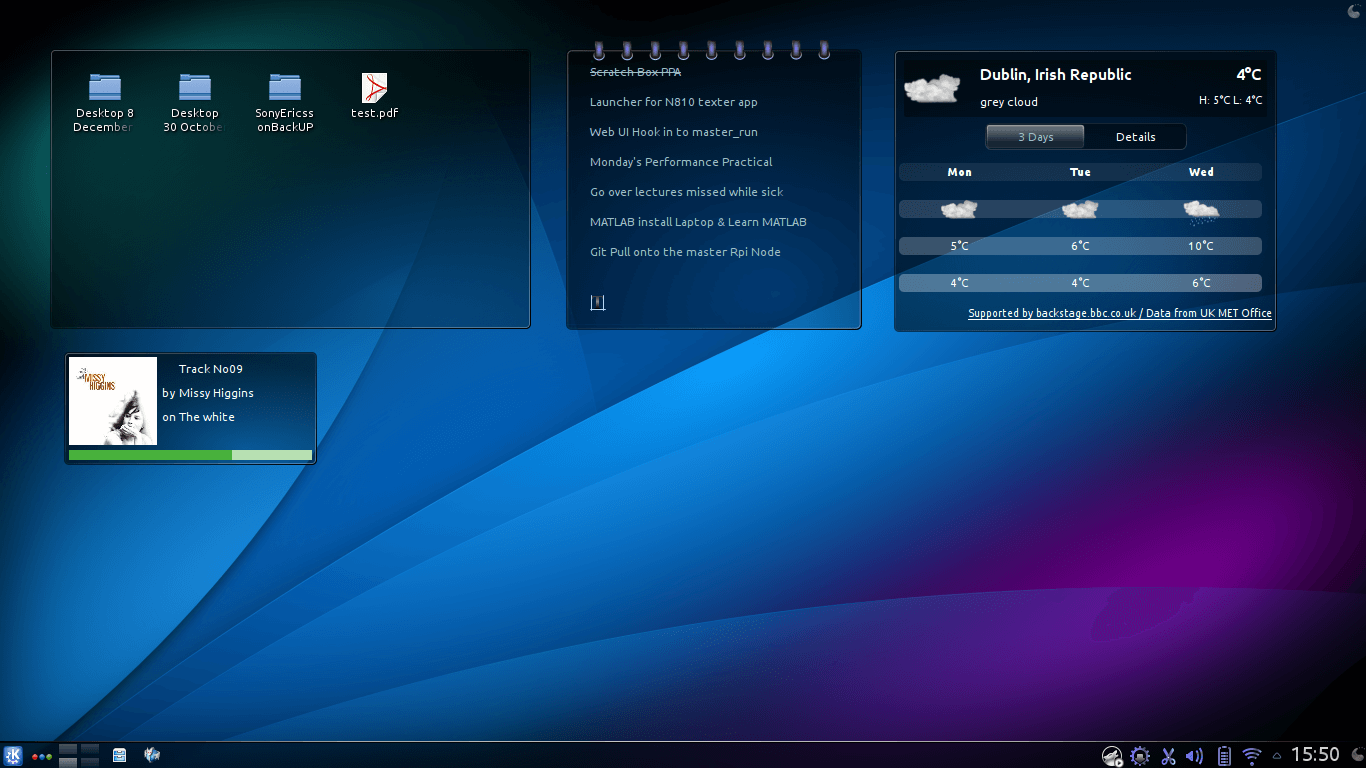 Desktop 8
December
Desktop
30 Octobe
SonyEricss
onBackUP
test.pdf
Scratch Box PPA
Launcher for N810 texter app
Web UI Hook in to master_run
Monday's Performance Practical
Go over lectures missed while sick
MATLAB install Laptop & Learn MATLAB
Git Pull onto the master Rpi Node
Dublin, Irish Republic
4°C
grey cloud
H: 5°C L: 4°C
3 Days
Details
Mon Tue Wed
5°C 6°C 10°C
4°C 4°C 6°C
Supported by backstage.bbc.co.uk / Data from UK MET Office
MISSY
HIGGINS
Track No09
by Missy Higgins
on The white
K
15:50